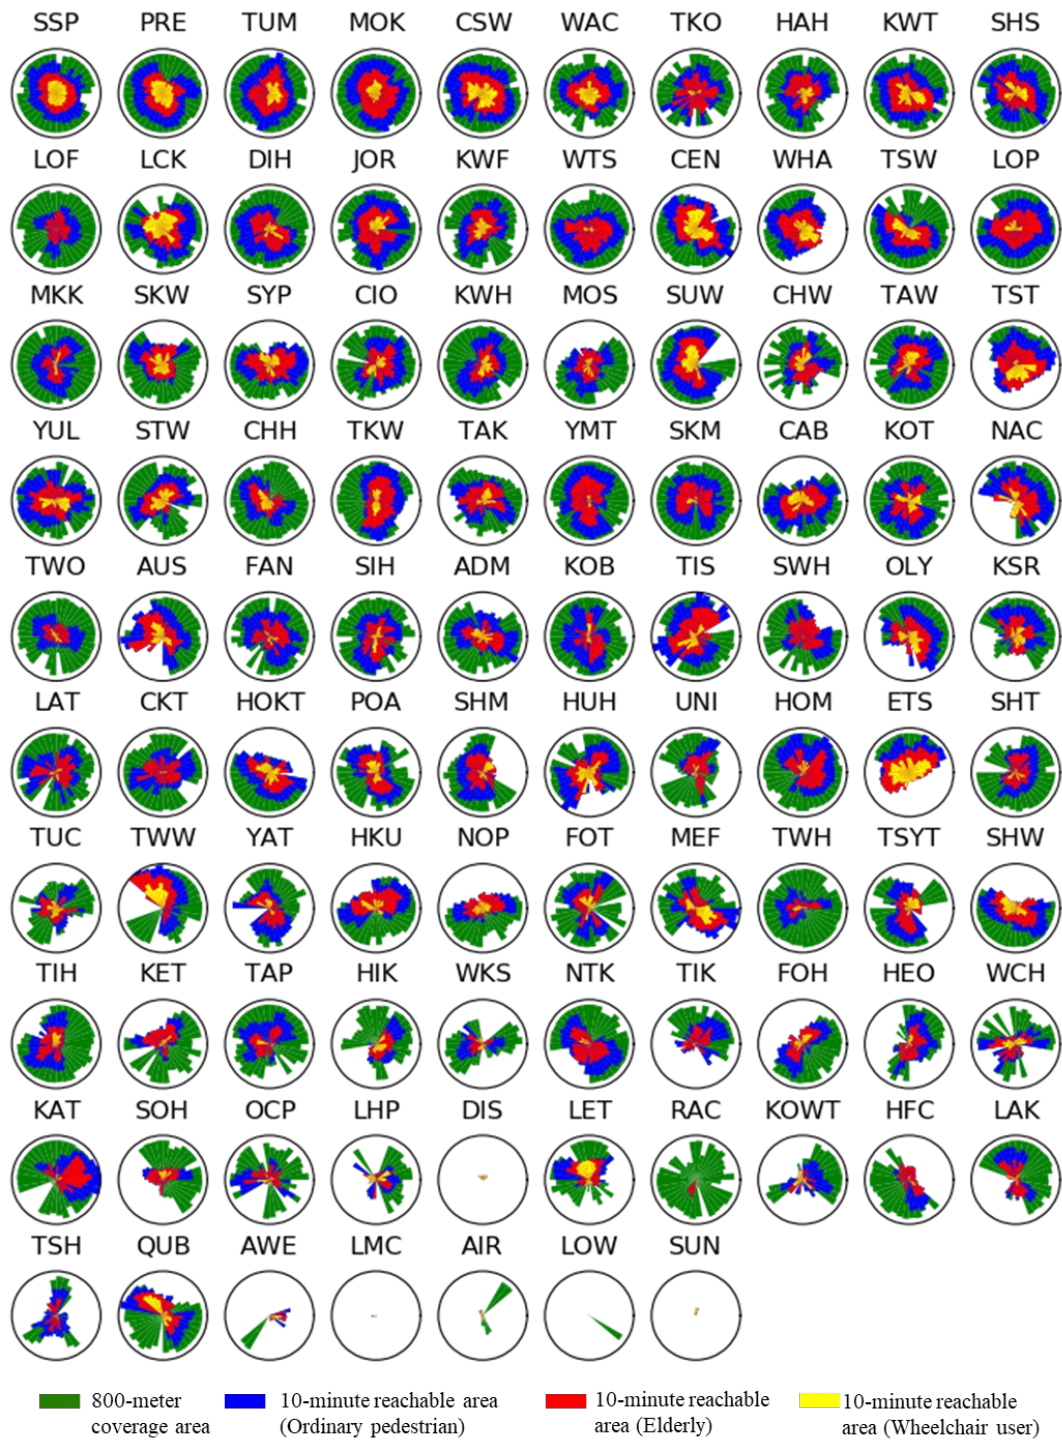 SSP PRE TUM MOK CSW WAC TKO HAH KWT SHS
LOF LCK DIH JOR KWF WTS CEN WHA TSW LOP
MKK SKW SYP CIO KWH MOS SUW CHW TAW TST
YUL STW CHH TKW TAK YMT SKM CAB KOT NAC
TWO AUS FAN SIH ADM KOB TIS SWH OLY KSR
LAT CKT HOKT POA SHM HUH UNI HOM ETS SHT
TUC TWW YAT HKU NOP FOT MEF TWH TSYT SHW
TIH KET TAP HIK WKS NTK TIK FOH HEO WCH
KAT SOH OCP LHP DIS LET RAC KOWT HFC LAK
TSH QUB AWE LMC AIR LOW SUN
800-meter
coverage area
10-minute reachable area
(Ordinary pedestrian)
10-minute reachable
area (Elderly)
10-minute reachable
area (Wheelchair user)